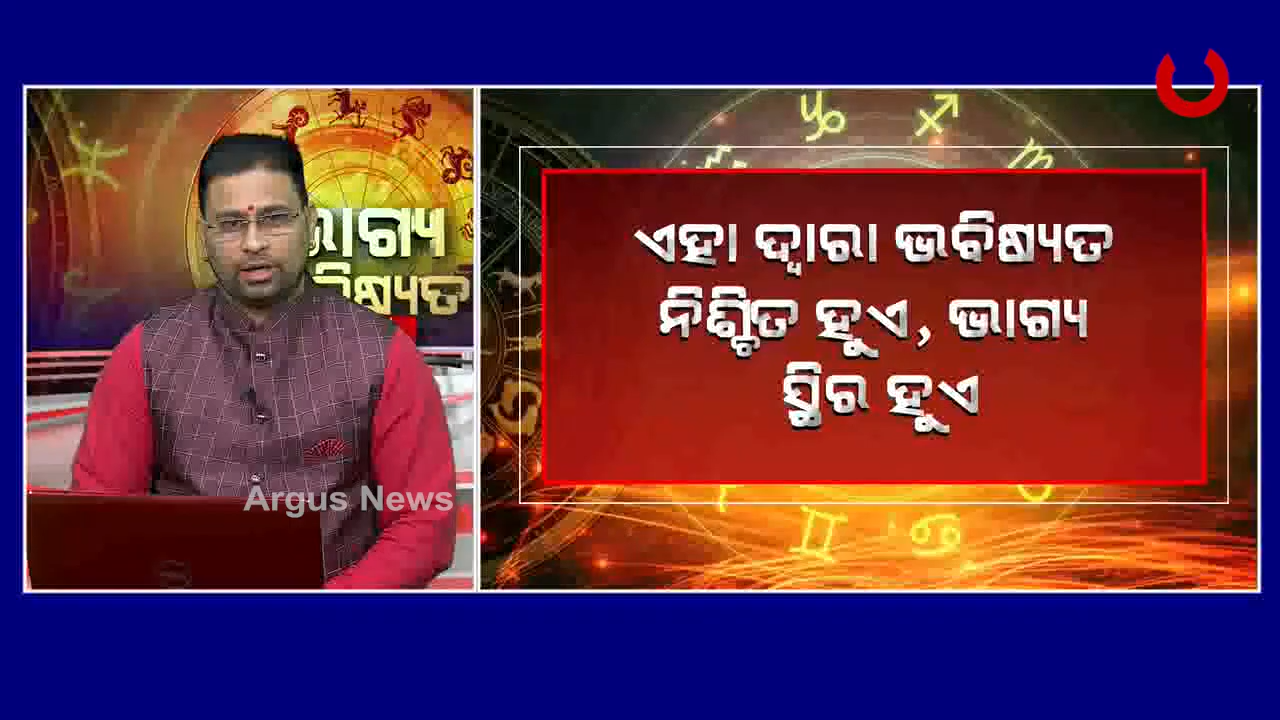 ଭାଗ୍ୟ
ଏହା ଦ୍ୱାରା ଭବିଷ୍ୟତ
ନିଶ୍ଚିତ ହୁଏ, ଭାଗ୍ୟ
ସ୍ଥିର ହୁଏ
Argus News